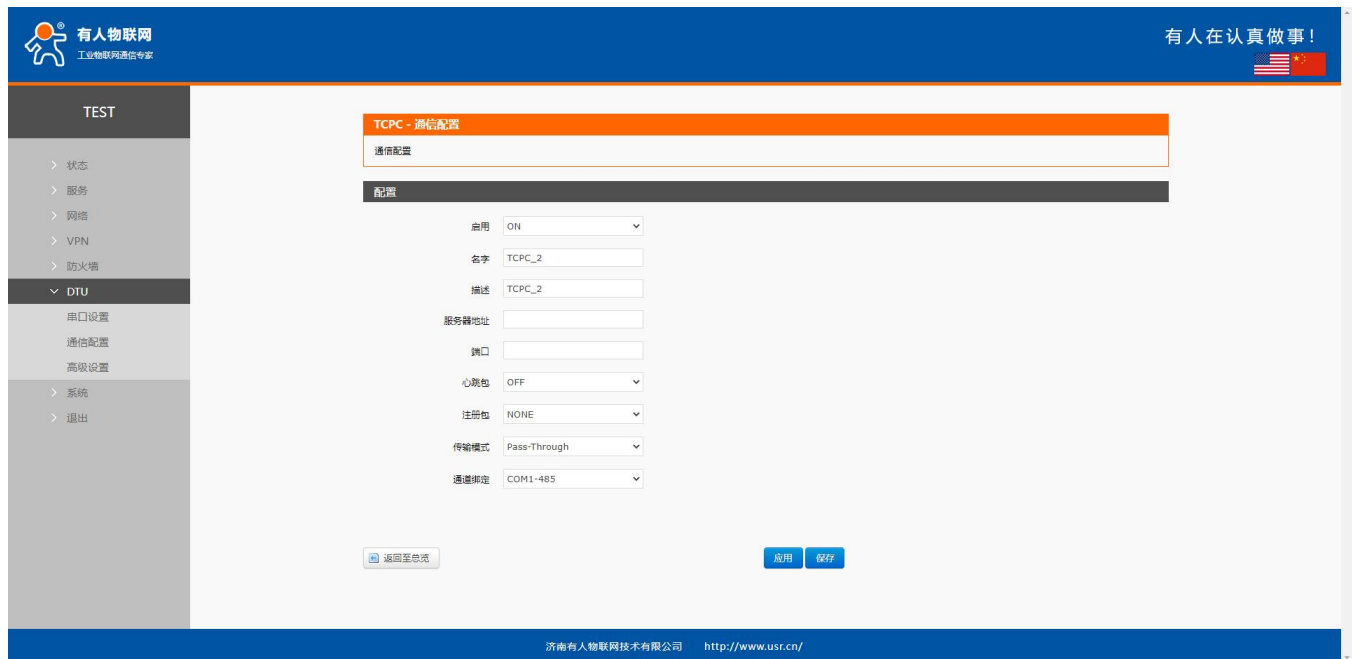 有人物联网
®
工业物联网通信专家
有人在认真做事!
TEST
状态
服务
网络
VPN
防火墙
DTU
串口设置
通信配置
高级设置
系统
退出
TCPC - 通信配置
通信配置
配置
启用 ON
名字 TCPC_2
描述 TCPC_2
服务器地址
端口
心跳包 OFF
注册包 NONE
传输模式 Pass-Through
通道绑定 COM1-485
返回至总览
应用 保存
济南有人物联网技术有限公司 http://www.usr.cn/